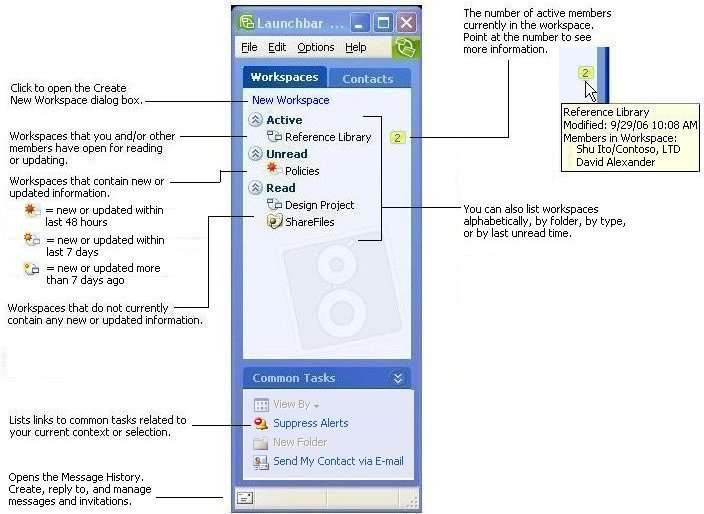 The number of active members
currently in the workspace.
Point at the number to see
more information.
2
Reference Library
Modified: 9/29/06 10:08 AM
Members in Workspace:
Shu Ito/Contoso, LTD
David Alexander
Launchbar
File Edit Options Help
Workspaces Contacts
New Workspace
Active
Reference Library 2
Unread
Policies
Read
Design Project
ShareFiles
Common Tasks
View By
Suppress Alerts
New Folder
Send My Contact via E-mail
Click to open the Create
New Workspace dialog box.
Workspaces that you and/or other
members have open for reading
or updating.
Workspaces that contain new or
updated information.
= new or updated within
last 48 hours
= new or updated within
last 7 days
= new or updated more
than 7 days ago
Workspaces that do not currently
contain any new or updated information.
Lists links to common tasks related to
your current context or selection.
Opens the Message History.
Create, reply to, and manage
messages and invitations.
You can also list workspaces
alphabetically, by folder, by type,
or by last unread time.